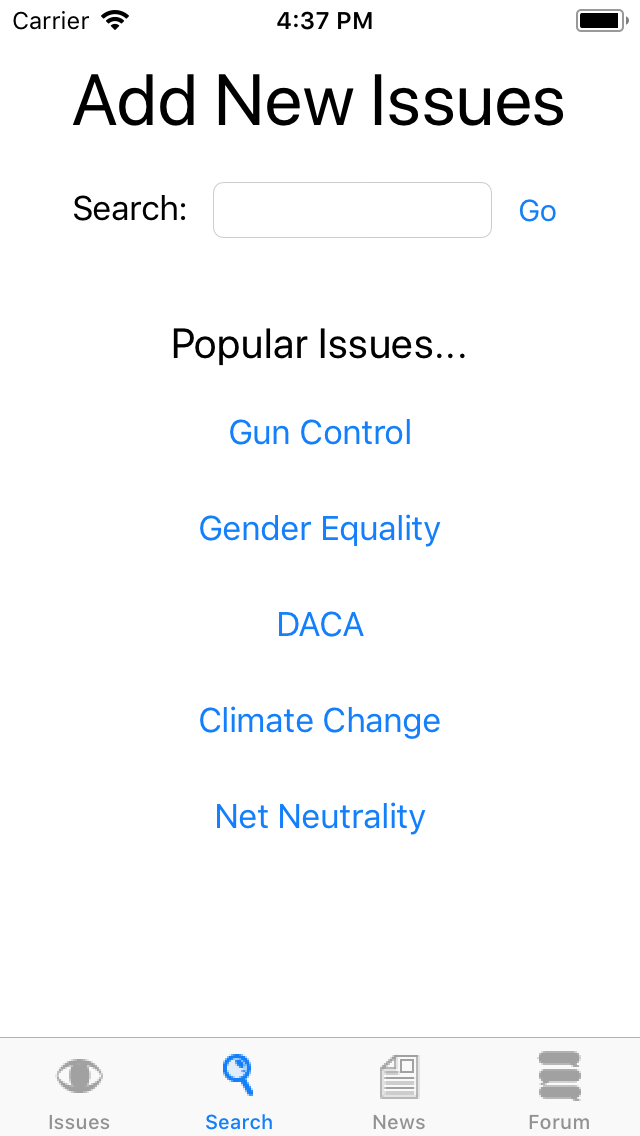 Carrier 4:37 PM
Add New Issues
Search: Go
Popular Issues...
Gun Control
Gender Equality
DACA
Climate Change
Net Neutrality
Issues Search News Forum